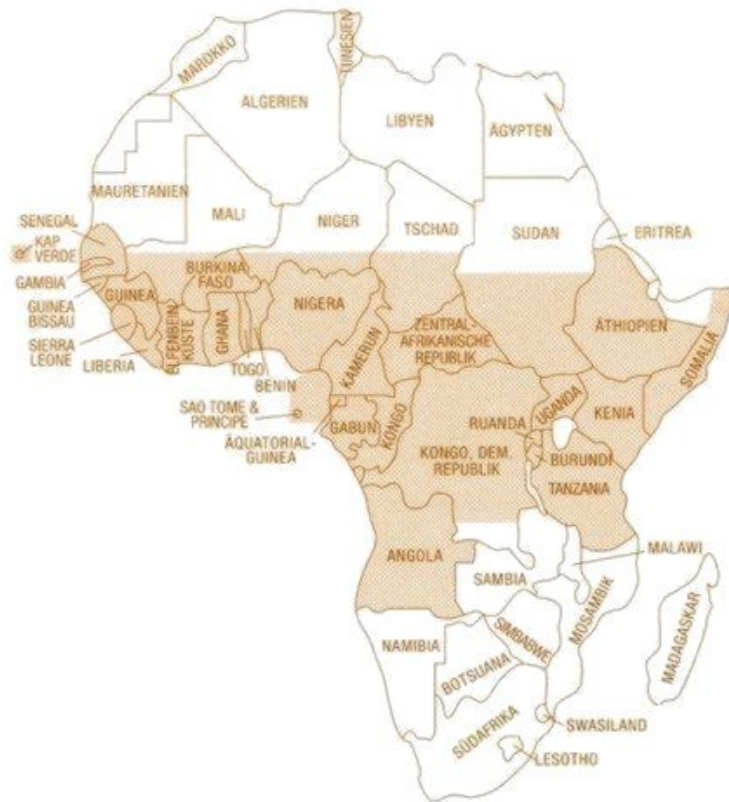 MAROKKO
TUNESIEN
ALGERIEN
LIBYEN
ÄGYPTEN
MAURETANIEN
MALI
NIGER
TSCHAD
SUDAN
ERITREA
SENEGAL
KAP
VERDE
GAMBIA
GUINEA
BISSAU
SIERRA
LEONE
LIBERIA
GUINEA
BURKINA
FASO
ELFENBEIN
KÜSTE
GHANA
TOGO
BENIN
NIGERA
KAMERUN
ZENTRAL-
AFRIKANISCHE
REPUBLIK
ÄTHIOPIEN
SOMALIA
SAO TOME &
PRINCIPE
ÄQUATORIAL-
GUINEA
GABUN
KONGO
RUANDA
UGANDA
KENIA
KONGO, DEM.
REPUBLIK
BURUNDI
TANZANIA
ANGOLA
SAMBIA
MALAWI
MOSAMBIK
MADAGASKAR
NAMIBIA
SIMBABWE
BOTSUANA
SÜDAFRIKA
SWASILAND
LESOTHO